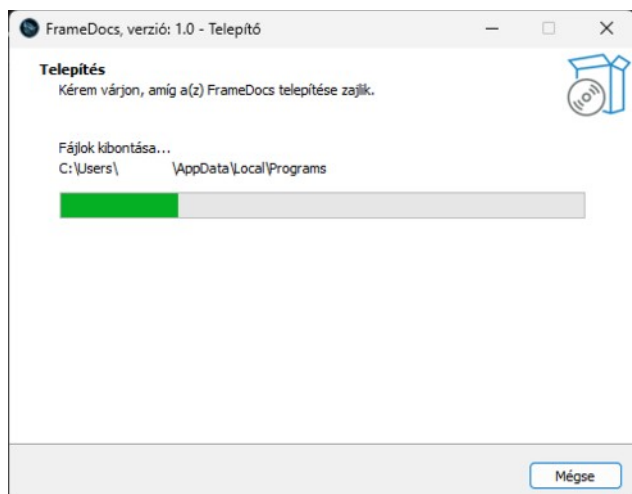 FrameDocs, verzió: 1.0 - Telepítő
Telepítés
Kérem várjon, amíg a(z) FrameDocs telepítése zajlik.
Fájlok kibontása...
C:\Users\ \AppData\Local\Programs
Mégse